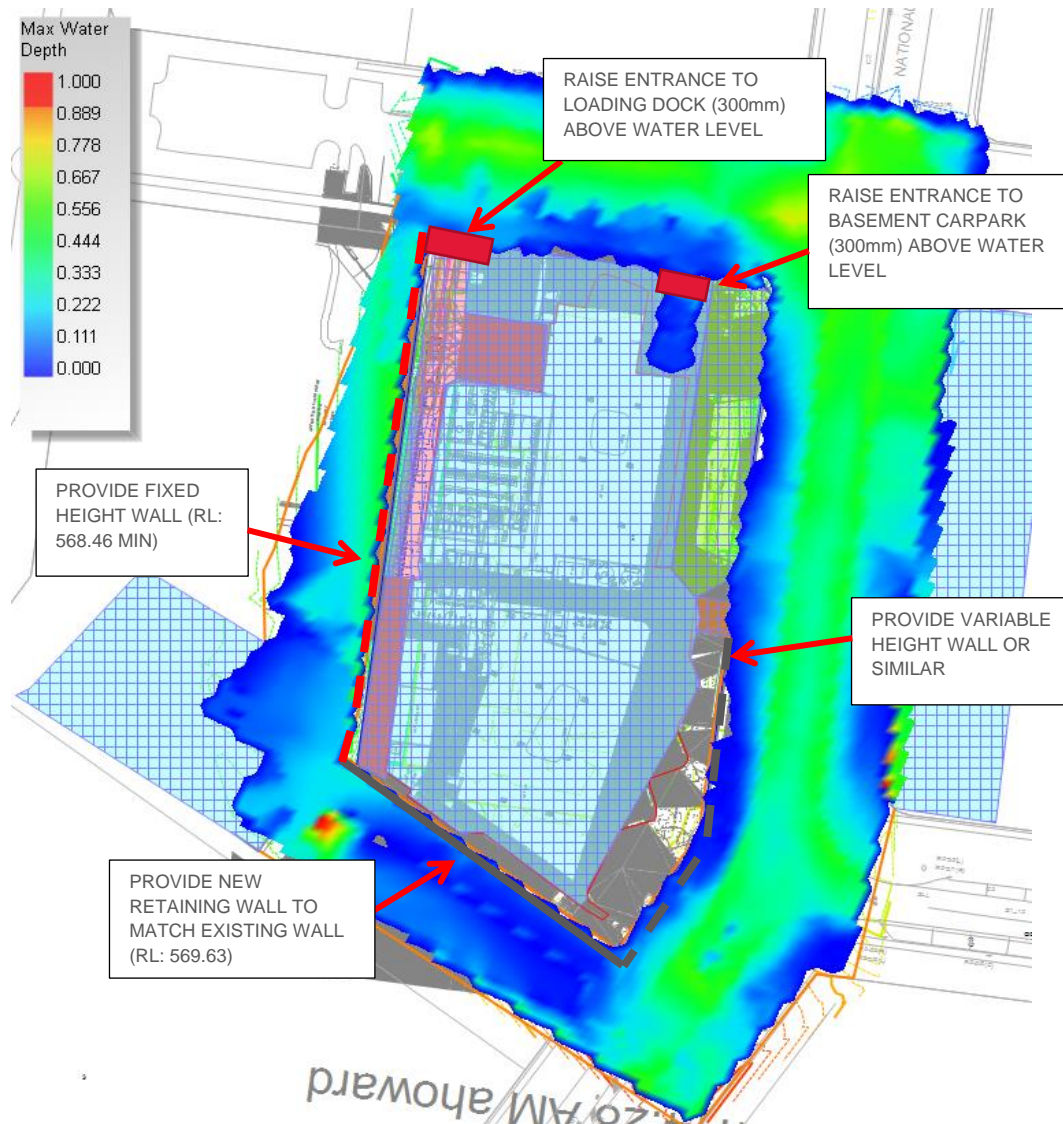 Max Water
Depth
1.000
0.889
0.778
0.667
0.556
0.444
0.333
0.222
0.111
0.000
NATIONAL
RAISE ENTRANCE TO
LOADING DOCK (300mm)
ABOVE WATER LEVEL
RAISE ENTRANCE TO
BASEMENT CARPARK
(300mm) ABOVE WATER
LEVEL
PROVIDE FIXED
HEIGHT WALL (RL:
568.46 MIN)
PROVIDE VARIABLE
HEIGHT WALL OR
SIMILAR
PROVIDE NEW
RETAINING WALL TO
MATCH EXISTING WALL
(RL: 569.63)
AM ahoward